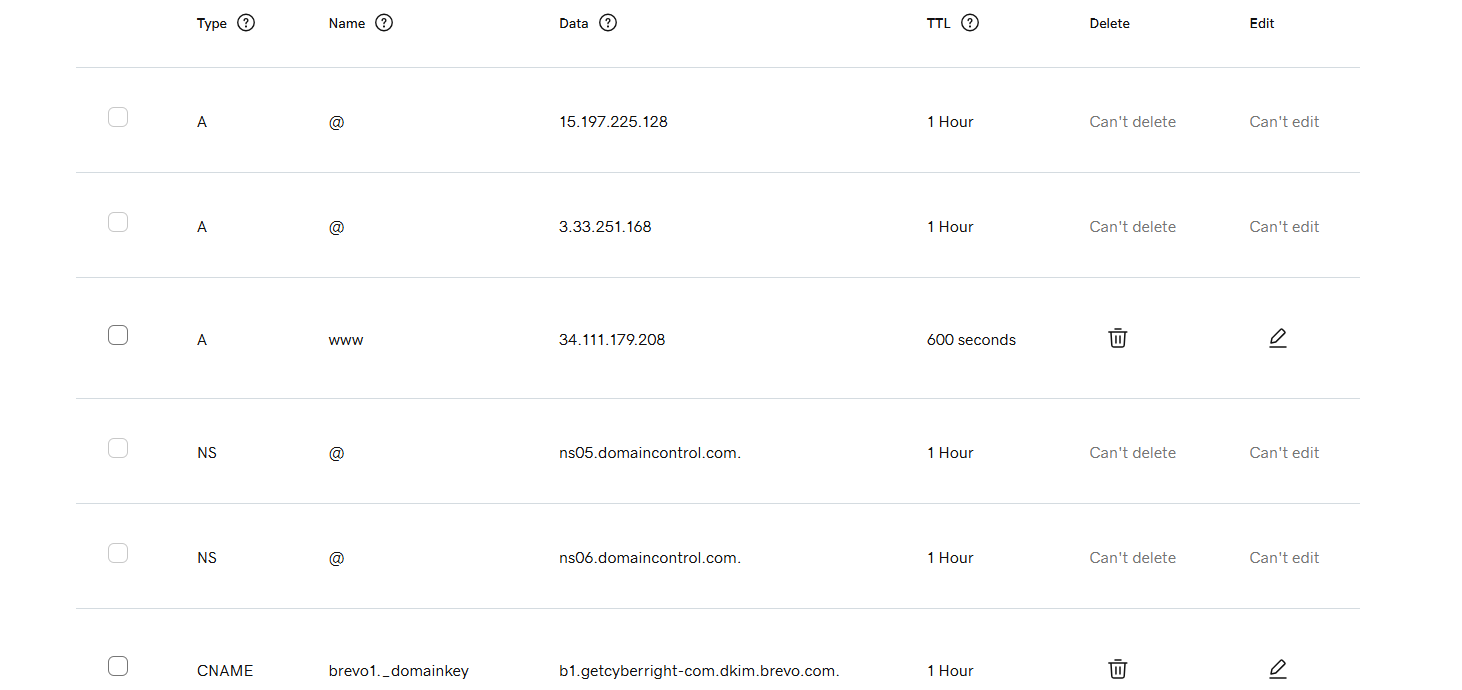 Type ? Name ? Data ? TTL ? Delete Edit
A @ 15.197.225.128 1 Hour Can't delete Can't edit
A @ 3.33.251.168 1 Hour Can't delete Can't edit
A www 34.111.179.208 600 seconds
NS @ ns05.domaincontrol.com. 1 Hour Can't delete Can't edit
NS @ ns06.domaincontrol.com. 1 Hour Can't delete Can't edit
CNAME brevo1._domainkey b1.getcyberright-com.dkim.brevo.com. 1 Hour